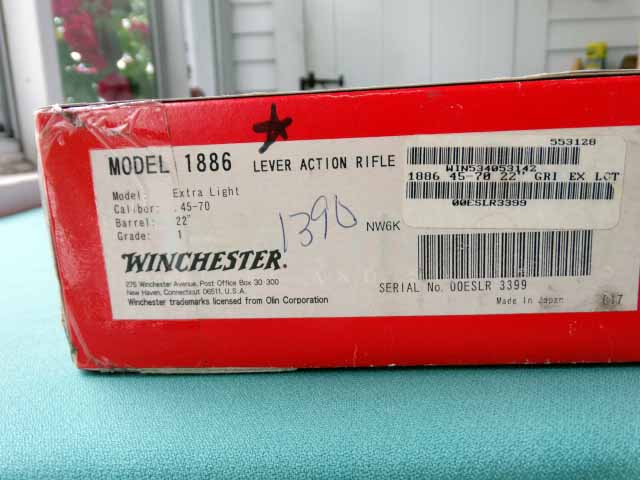 553128
WIN534053142
1886 45-70 22" GRI EX LGT
00ESLR3399
MODEL 1886 LEVER ACTION RIFLE
Model: Extra Light
Caliber: .45-70
Barrel: 22"
Grade: 1
1390
NW6K
WINCHESTER®
275 Winchester Avenue, Post Office Box 30-300
New Haven, Connecticut 06511, U.S.A.
Winchester trademarks licensed from Olin Corporation
SERIAL No. 00ESLR 3399
Made In Japan